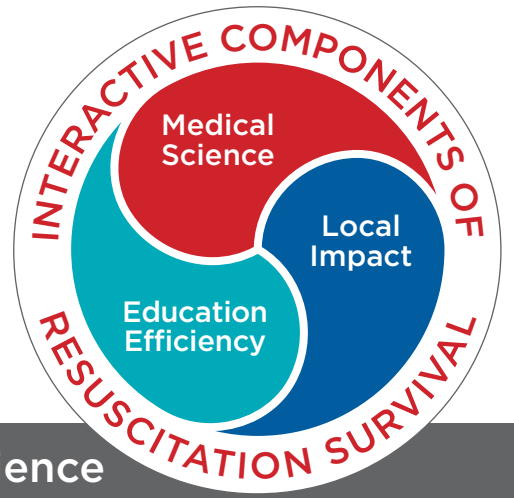 INTERACTIVE COMPONENTS OF
Medical
Science
Local
Impact
Education
Efficiency
RESUSCITATION SURVIVAL
ence